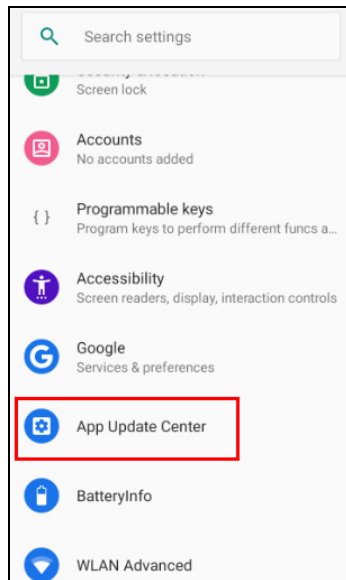 Search settings
Screen lock
Accounts
No accounts added
{ }
Programmable keys
Program keys to perform different funcs a...
Accessibility
Screen readers, display, interaction controls
Google
Services & preferences
App Update Center
BatteryInfo
WLAN Advanced